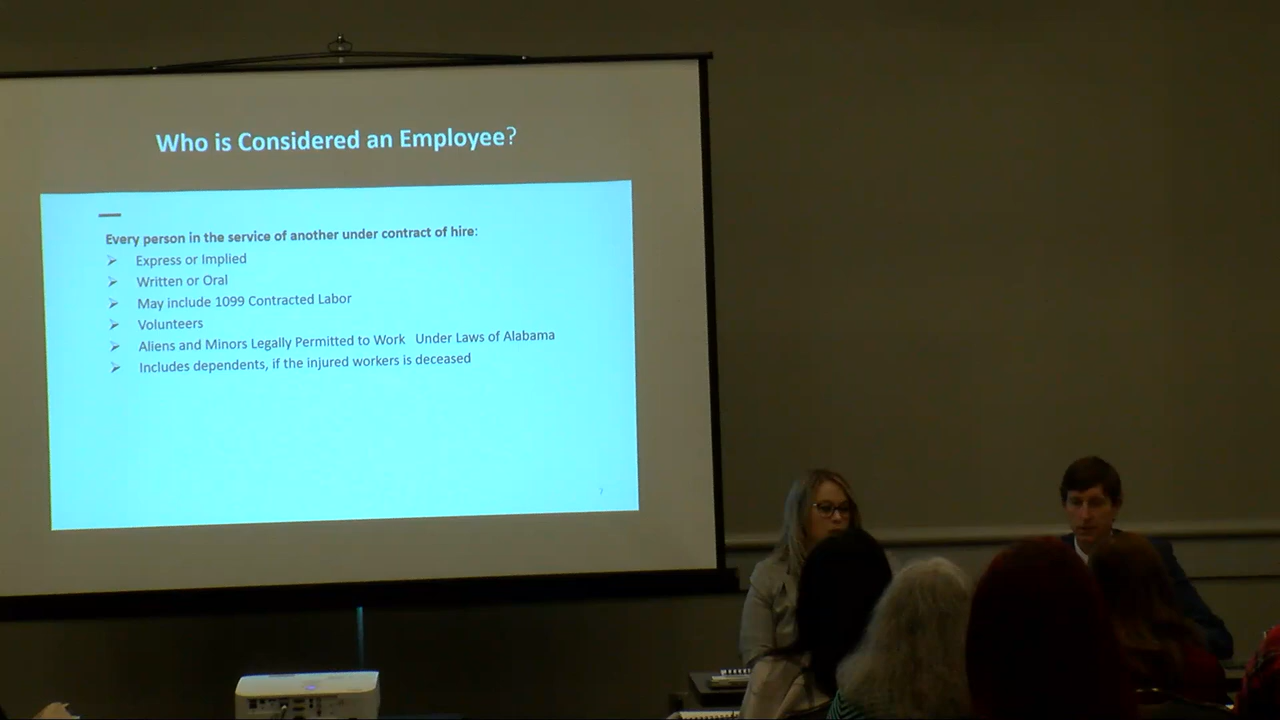 Who is Considered an Employee?
Every person in the service of another under contract of hire:
Express or Implied
Written or Oral
May include 1099 Contracted Labor
Volunteers
Aliens and Minors Legally Permitted to Work Under Laws of Alabama
Includes dependents, if the injured workers is deceased
7